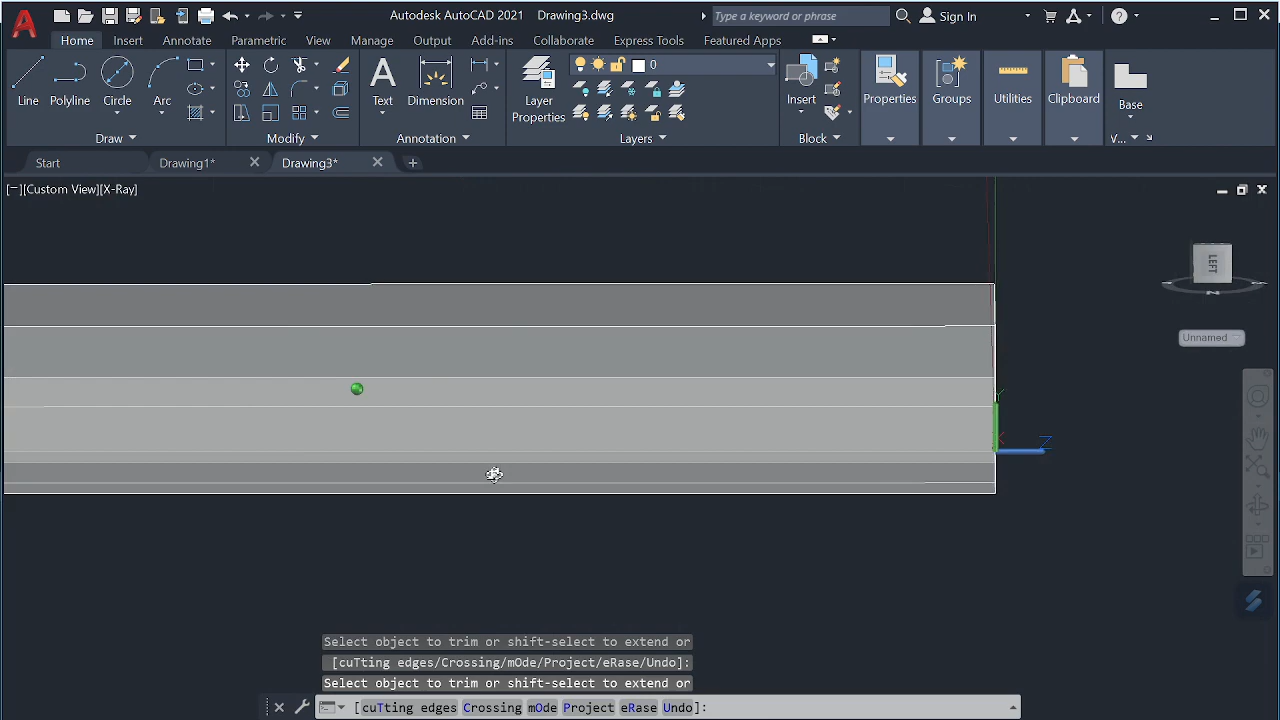 Autodesk AutoCAD 2021 Drawing3.dwg
Type a keyword or phrase
Sign In
Home Insert Annotate Parametric View Manage Output Add-ins Collaborate Express Tools Featured Apps
0
Line Polyline Circle Arc
Text Dimension
Layer
Properties
Insert
Properties Groups Utilities Clipboard Base
Draw Modify Annotation Layers Block V...
Start Drawing1* Drawing3*
[−][Custom View][X-Ray]
LEFT
Unnamed
Y
X
Z
Select object to trim or shift-select to extend or
[cuTting edges/Crossing/mOde/Project/eRase/Undo]:
Select object to trim or shift-select to extend or
[cuTting edges Crossing mOde Project eRase Undo]: